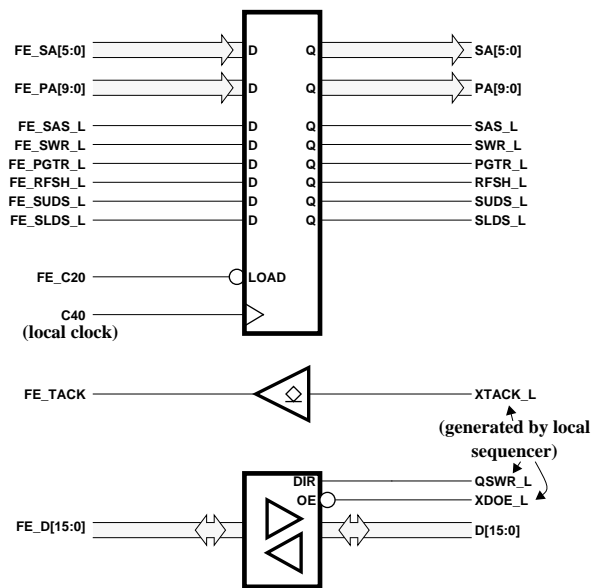 FE_SA[5:0] D Q SA[5:0]
FE_PA[9:0] D Q PA[9:0]
FE_SAS_L D Q SAS_L
FE_SWR_L D Q SWR_L
FE_PGTR_L D Q PGTR_L
FE_RFSH_L D Q RFSH_L
FE_SUDS_L D Q SUDS_L
FE_SLDS_L D Q SLDS_L
FE_C20 LOAD
C40
(local clock)
FE_TACK XTACK_L
(generated by local
sequencer)
DIR QSWR_L
OE XDOE_L
FE_D[15:0] D[15:0]